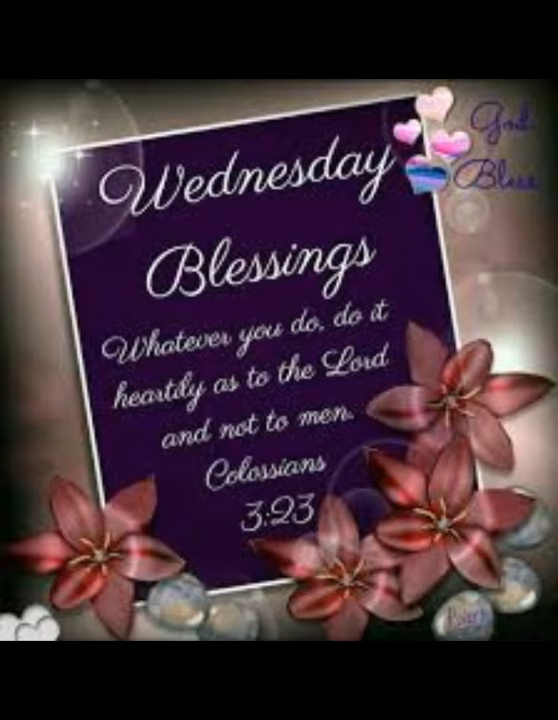 Wednesday
Blessings
Whatever you do, do it
heartily as to the Lord
and not to men.
Colossians
3:23
God
Bless